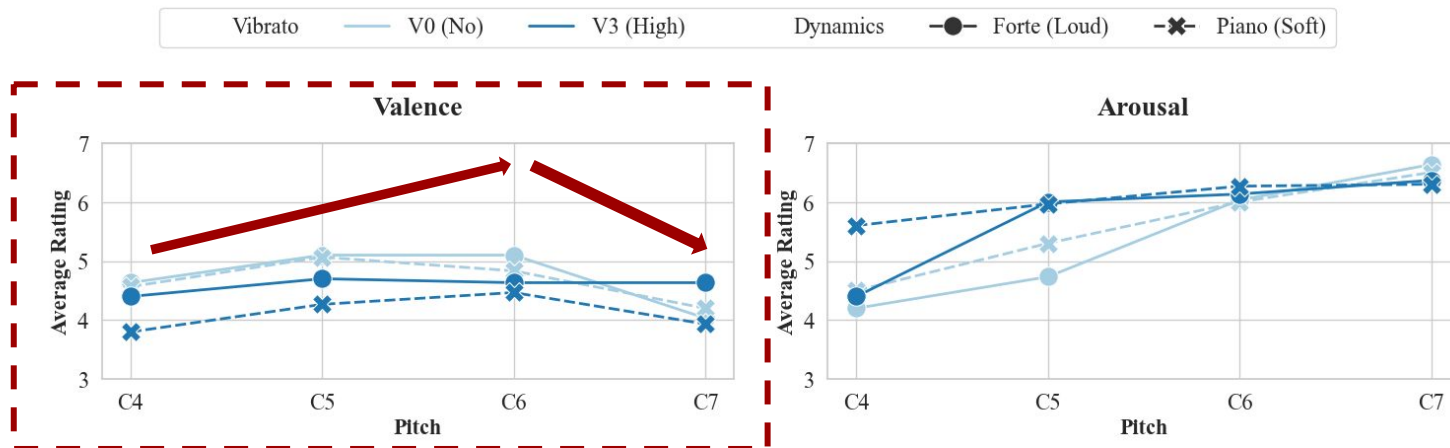 Vibrato V0 (No) V3 (High) Dynamics Forte (Loud) Piano (Soft)
Valence
Average Rating
7
6
5
4
3
C4 C5 C6 C7
Pitch
Arousal
Average Rating
7
6
5
4
3
C4 C5 C6 C7
Pitch